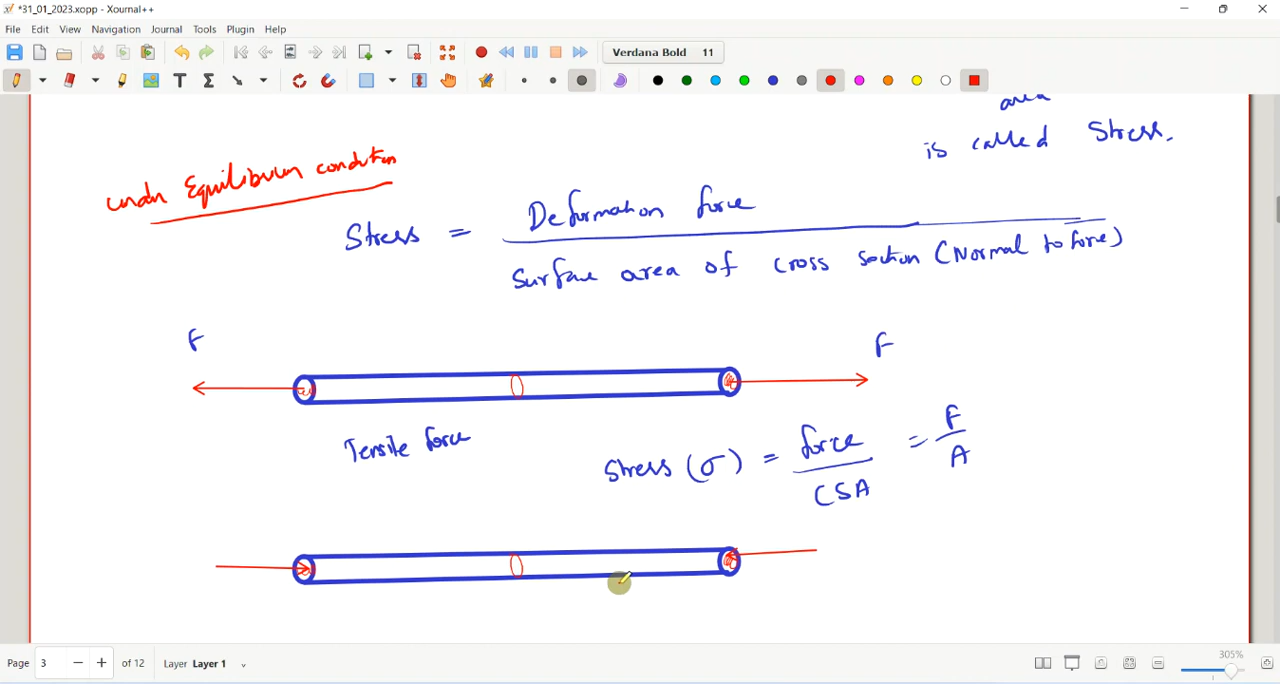 *31_01_2023.xopp - Xournal++
File Edit View Navigation Journal Tools Plugin Help
Verdana Bold 11
area
is called Stress.
under Equilibrium condition
Stress = Deformation force
Surface area of cross section (Normal to force)
F F
Tensile force
Stress (σ) = force = F
CSA A
Page 3 of 12 Layer Layer 1
305%